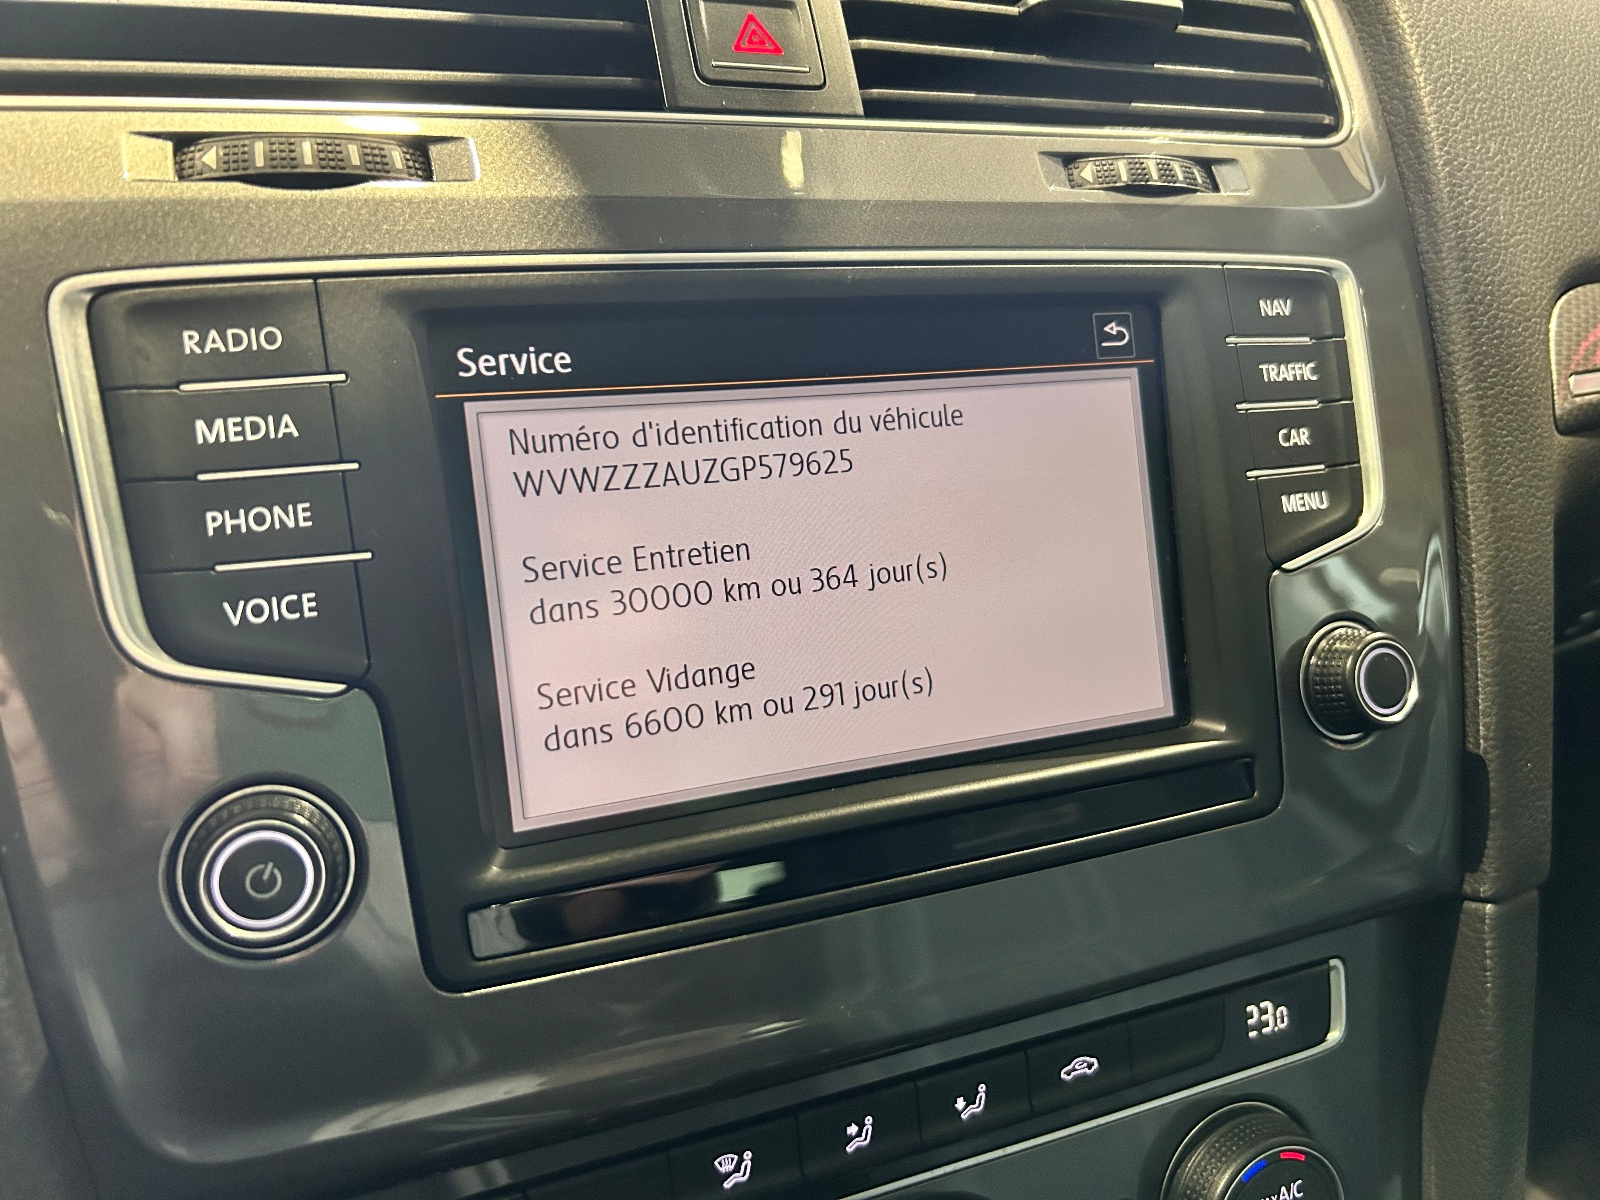 RADIO
MEDIA
PHONE
VOICE
Service
Numéro d'identification du véhicule
WVWZZZAUZGP579625
Service Entretien
dans 30000 km ou 364 jour(s)
Service Vidange
dans 6600 km ou 291 jour(s)
NAV
TRAFFIC
CAR
MENU
23.0
A/C